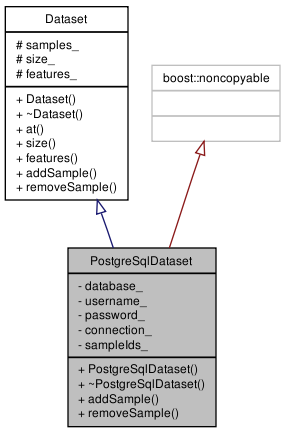 Dataset
# samples_
# size_
# features_
+ Dataset()
+ ~Dataset()
+ at()
+ size()
+ features()
+ addSample()
+ removeSample()
boost::noncopyable
PostgreSqlDataset
- database_
- username_
- password_
- connection_
- sampleIds_
+ PostgreSqlDataset()
+ ~PostgreSqlDataset()
+ addSample()
+ removeSample()